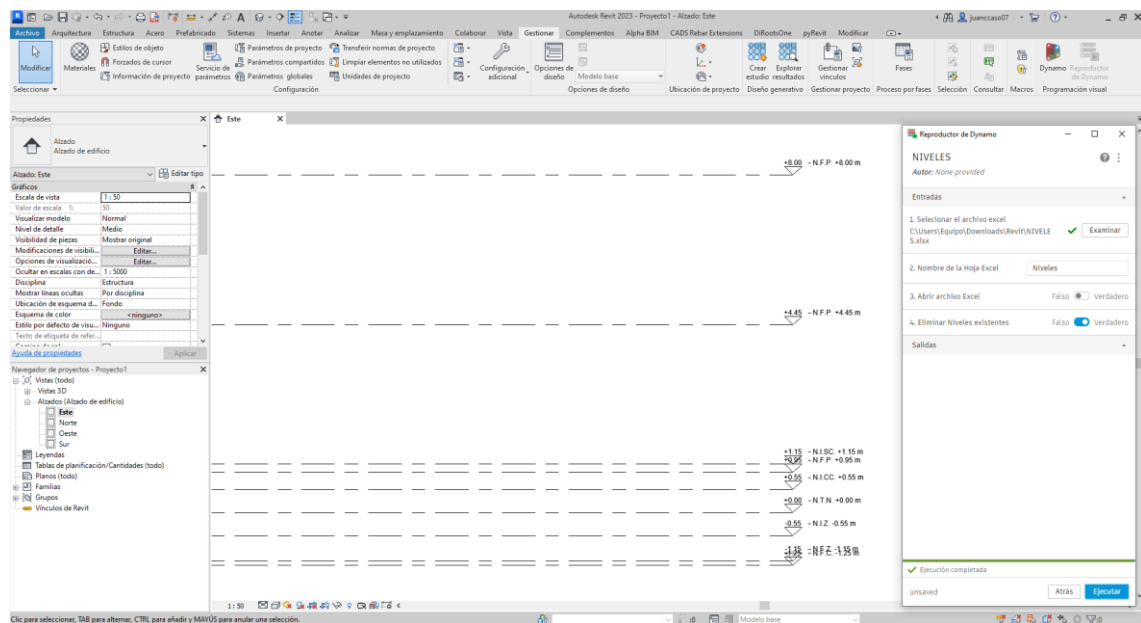 Autodesk Revit 2023 - Proyecto1 - Alzado: Este
juanccaso07
Archivo Arquitectura Estructura Acero Prefabricado Sistemas Insertar Anotar Analizar Masa y emplazamiento Colaborar Vista Gestionar Complementos Alpha BIM CADS Rebar Extensions DiRootsOne pyRevit Modificar
Modificar
Materiales
Estilos de objeto
Forzados de cursor
Información de proyecto
Servicio de parámetros
Parámetros de proyecto
Parámetros compartidos
Parámetros globales
Transferir normas de proyecto
Limpiar elementos no utilizados
Unidades de proyecto
Configuración adicional
Opciones de diseño
Modelo base
Crear estudio
Explorar resultados
Gestionar vínculos
Fases
Dynamo
Reproductor de Dynamo
Seleccionar
Configuración
Opciones de diseño
Ubicación de proyecto
Diseño generativo
Gestionar proyecto
Proceso por fases
Selección
Consultar
Macros
Programación visual
Propiedades
Alzado
Alzado de edificio
Alzado: Este
Editar tipo
Gráficos
Escala de vista 1 : 50
Valor de escala 1: 50
Visualizar modelo Normal
Nivel de detalle Medio
Visibilidad de piezas Mostrar original
Modificaciones de visibili... Editar...
Opciones de visualizació... Editar...
Ocultar en escalas con de... 1 : 5000
Disciplina Estructura
Mostrar líneas ocultas Por disciplina
Ubicación de esquema d... Fondo
Esquema de color <ninguno>
Estilo por defecto de visu... Ninguno
Texto de etiqueta de refer...
Ayuda de propiedades
Aplicar
Navegador de proyectos - Proyecto1
Vistas (todo)
Vistas 3D
Alzados (Alzado de edificio)
Este
Norte
Oeste
Sur
Leyendas
Tablas de planificación/Cantidades (todo)
Planos (todo)
Familias
Grupos
Vínculos de Revit
Este
+8.00 - N.F.P. +8.00 m
+4.45 - N.F.P. +4.45 m
+1.15 - N.I.SC. +1.15 m
+0.95 - N.F.P. +0.95 m
+0.55 - N.I.CC. +0.55 m
+0.00 - N.T.N. +0.00 m
-0.55 - N.I.Z. -0.55 m
1 : 50
Reproductor de Dynamo
NIVELES
Autor: None provided
Entradas
1. Selecionar el archivo excel
C:\Users\Equipo\Downloads\Revit\NIVELE
S.xlsx
Examinar
2. Nombre de la Hoja Excel Niveles
3. Abrir archivo Excel Falso Verdadero
4. Eliminar Niveles existentes Falso Verdadero
Salidas
Ejecución completada
unsaved
Atrás
Ejecutar
Clic para seleccionar, TAB para alternar, CTRL para añadir y MAYÚS para anular una selección.
:0
Modelo base
:0